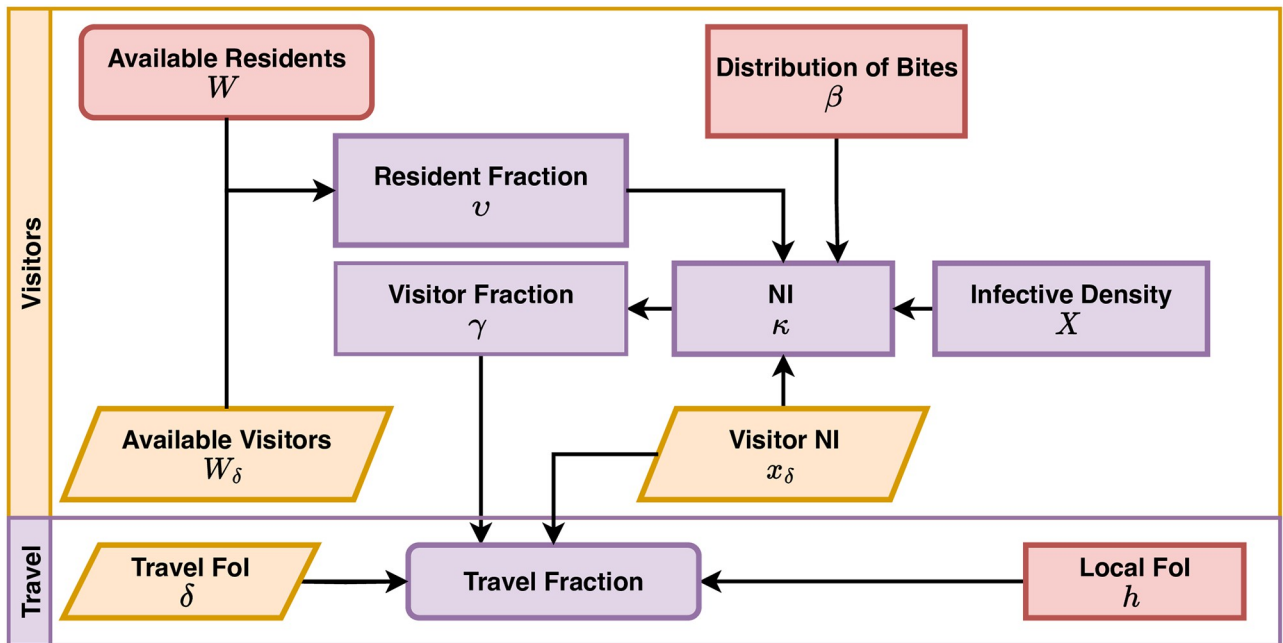 Visitors
Available Residents
W
Distribution of Bites
β
Resident Fraction
υ
Visitor Fraction
γ
NI
κ
Infective Density
X
Available Visitors
W_δ
Visitor NI
x_δ
Travel
Travel FoI
δ
Travel Fraction
Local FoI
h